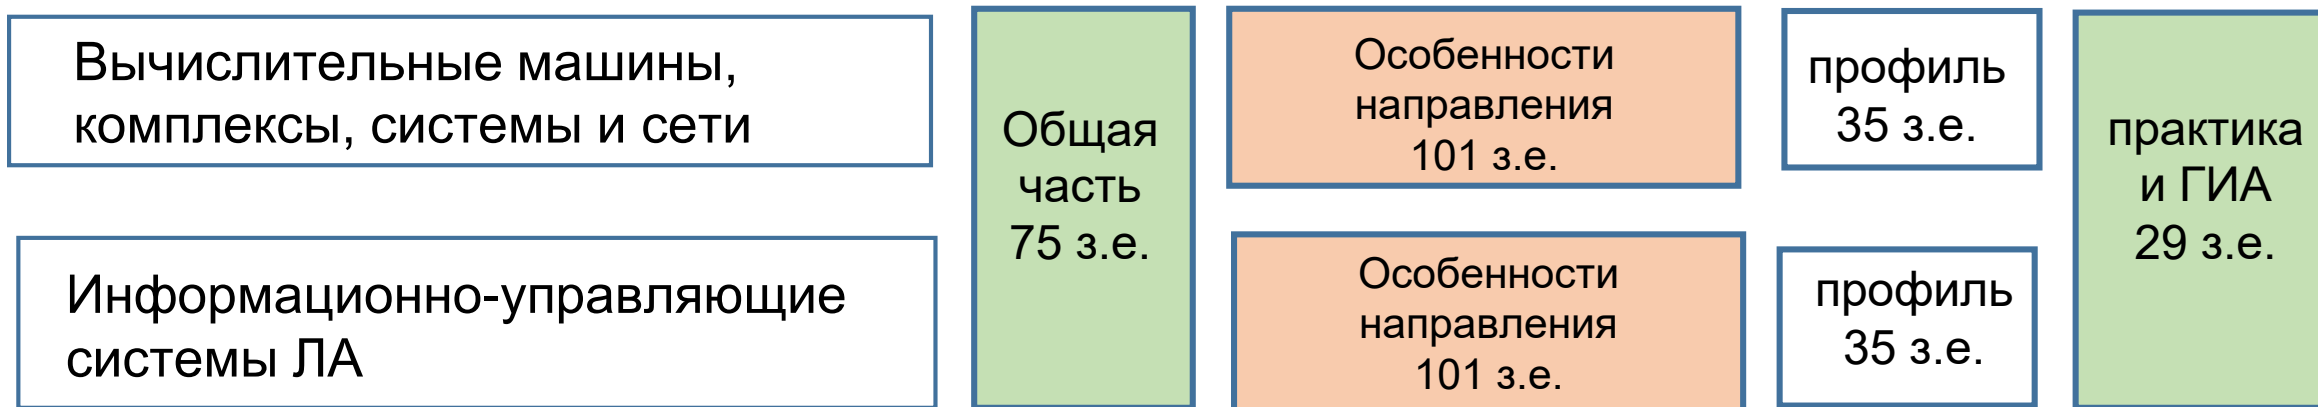 Вычислительные машины,
комплексы, системы и сети
Общая
часть
75 з.е.
Особенности
направления
101 з.е.
профиль
35 з.е.
практика
и ГИА
29 з.е.
Информационно-управляющие
системы ЛА
Особенности
направления
101 з.е.
профиль
35 з.е.